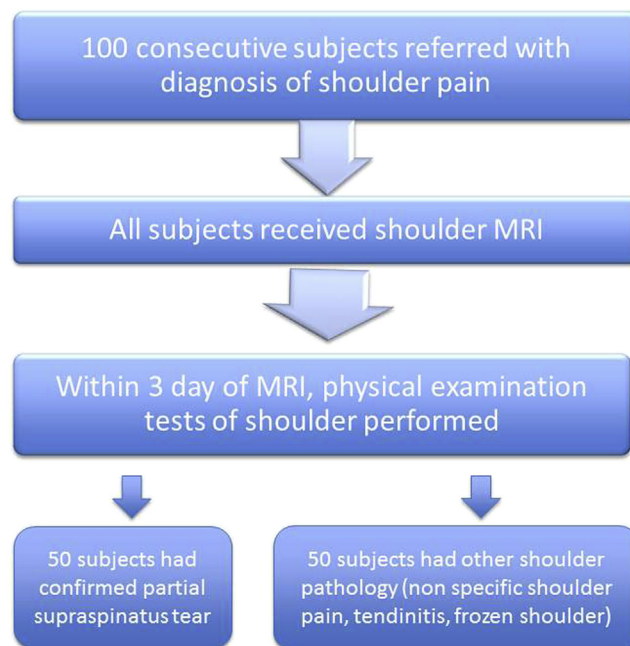 100 consecutive subjects referred with
diagnosis of shoulder pain
All subjects received shoulder MRI
Within 3 day of MRI, physical examination
tests of shoulder performed
50 subjects had
confirmed partial
supraspinatus tear
50 subjects had other shoulder
pathology (non specific shoulder
pain, tendinitis, frozen shoulder)